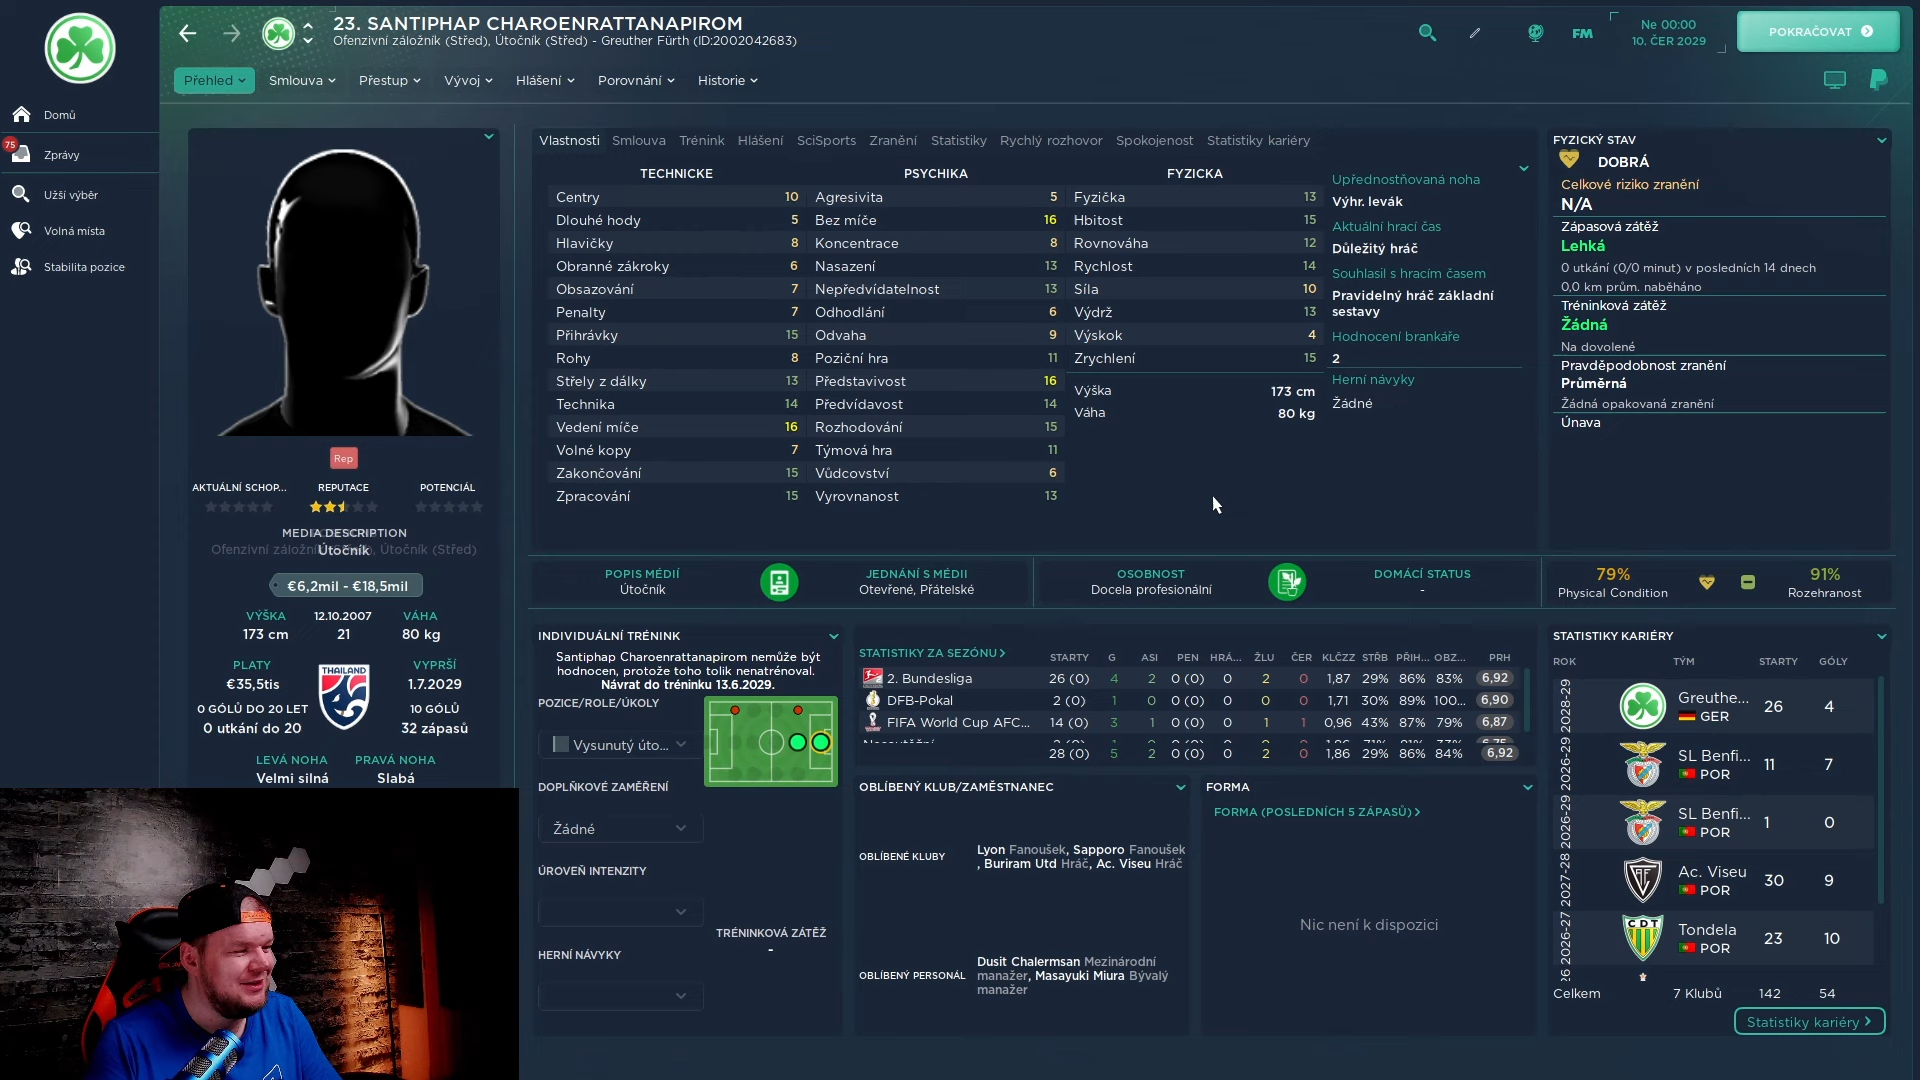 23. SANTIPHAP CHAROENRATTANAPIROM
Ofenzivní záložník (Střed), Útočník (Střed) - Greuther Fürth (ID:2002042683)
FM
Ne 00:00
10. ČER 2029
POKRAČOVAT
Přehled
Smlouva
Přestup
Vývoj
Hlášení
Porovnání
Historie
Domů
75
Zprávy
Užší výběr
Volná místa
Stabilita pozice
Rep
AKTUÁLNÍ SCHOP...
REPUTACE
POTENCIÁL
MEDIA DESCRIPTION
Ofenzivní záložník (Střed), Útočník (Střed)
Útočník
€6,2mil - €18,5mil
VÝŠKA
12.10.2007
VÁHA
173 cm
21
80 kg
PLATY
VYPRŠÍ
€35,5tis
THAILAND
1.7.2029
0 GÓLŮ DO 20 LET
10 GÓLŮ
0 utkání do 20
32 zápasů
LEVÁ NOHA
PRAVÁ NOHA
Velmi silná
Slabá
Vlastnosti
Smlouva
Trénink
Hlášení
SciSports
Zranění
Statistiky
Rychlý rozhovor
Spokojenost
Statistiky kariéry
TECHNICKE
Centry 10
Dlouhé hody 5
Hlavičky 8
Obranné zákroky 6
Obsazování 7
Penalty 7
Přihrávky 15
Rohy 8
Střely z dálky 13
Technika 14
Vedení míče 16
Volné kopy 7
Zakončování 15
Zpracování 15
PSYCHIKA
Agresivita 5
Bez míče 16
Koncentrace 8
Nasazení 13
Nepředvídatelnost 13
Odhodlání 6
Odvaha 9
Poziční hra 11
Představivost 16
Předvídavost 14
Rozhodování 15
Týmová hra 11
Vůdcovství 6
Vyrovnanost 13
FYZICKA
Fyzička 13
Hbitost 15
Rovnováha 12
Rychlost 14
Síla 10
Výdrž 13
Výskok 4
Zrychlení 15
Výška 173 cm
Váha 80 kg
Upřednostňovaná noha
Výhr. levák
Aktuální hrací čas
Důležitý hráč
Souhlasil s hracím časem
Pravidelný hráč základní
sestavy
Hodnocení brankáře
2
Herní návyky
Žádné
FYZICKÝ STAV
DOBRÁ
Celkové riziko zranění
N/A
Zápasová zátěž
Lehká
0 utkání (0/0 minut) v posledních 14 dnech
0,0 km prům. naběháno
Tréninková zátěž
Žádná
Na dovolené
Pravděpodobnost zranění
Průměrná
Žádná opakovaná zranění
Únava
POPIS MÉDIÍ
Útočník
JEDNÁNÍ S MÉDII
Otevřené, Přátelské
OSOBNOST
Docela profesionální
DOMÁCÍ STATUS
-
79%
Physical Condition
91%
Rozehranost
INDIVIDUÁLNÍ TRÉNINK
Santiphap Charoenrattanapirom nemůže být
hodnocen, protože toho tolik nenatrénoval.
Návrat do tréninku 13.6.2029.
POZICE/ROLE/ÚKOLY
Vysunutý úto...
DOPLŇKOVÉ ZAMĚŘENÍ
Žádné
ÚROVEŇ INTENZITY
TRÉNINKOVÁ ZÁTĚŽ
-
HERNÍ NÁVYKY
STATISTIKY ZA SEZÓNU STARTY G ASI PEN HRÁ... ŽLU ČER KLČZZ STŘB PŘIH... OBZ... PRH
2. Bundesliga 26 (0) 4 2 0 (0) 0 2 0 1,87 29% 86% 83% 6,92
DFB-Pokal 2 (0) 1 0 0 (0) 0 0 0 1,71 30% 89% 100... 6,90
FIFA World Cup AFC... 14 (0) 3 1 0 (0) 0 1 1 0,96 43% 87% 79% 6,87
28 (0) 5 2 0 (0) 0 2 0 1,86 29% 86% 84% 6,92
OBLÍBENÝ KLUB/ZAMĚSTNANEC
OBLÍBENÉ KLUBY
Lyon Fanoušek, Sapporo Fanoušek
, Buriram Utd Hráč, Ac. Viseu Hráč
OBLÍBENÝ PERSONÁL
Dusit Chalermsan Mezinárodní
manažer, Masayuki Miura Bývalý
manažer
FORMA
FORMA (POSLEDNÍCH 5 ZÁPASŮ)
Nic není k dispozici
STATISTIKY KARIÉRY
ROK TÝM STARTY GÓLY
2028-29 Greuthe... GER 26 4
2026-29 SL Benfi... POR 11 7
2026-29 SL Benfi... POR 1 0
2027-28 Ac. Viseu POR 30 9
2026-27 CDT Tondela POR 23 10
Celkem 7 Klubů 142 54
Statistiky kariéry